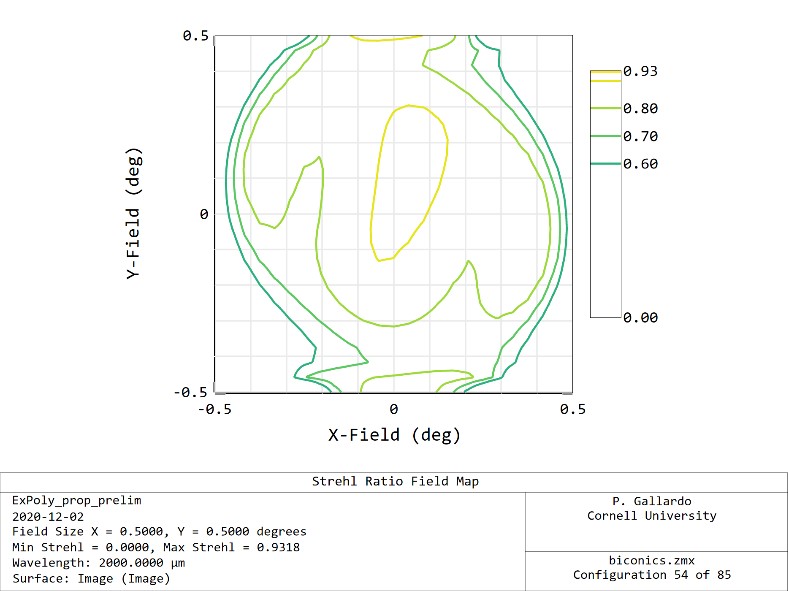 0.5
0
-0.5
Y-Field (deg)
-0.5
0
0.5
X-Field (deg)
0.93
0.80
0.70
0.60
0.00
Strehl Ratio Field Map
ExPoly_prop_prelim
2020-12-02
Field Size X = 0.5000, Y = 0.5000 degrees
Min Strehl = 0.0000, Max Strehl = 0.9318
Wavelength: 2000.0000 µm
Surface: Image (Image)
P. Gallardo
Cornell University
biconics.zmx
Configuration 54 of 85